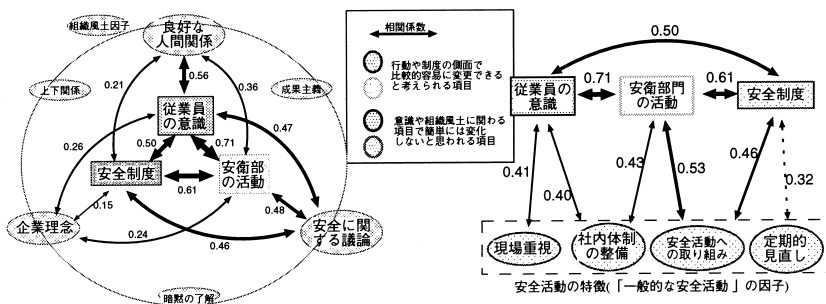 組織風土因子
良好な
人間関係
上下関係
成果主義
0.21
0.56
0.36
従業員
の意識
0.26
0.50
0.71
0.47
安全制度
安衛部
の活動
0.61
0.15
0.48
企業理念
0.24
0.46
安全に関
する議論
暗黙の了解
相関係数
行動や制度の側面で
比較的容易に変更できる
と考えられる項目
意識や組織風土に関わる
項目で簡単には変化
しないと思われる項目
0.50
従業員の
意識
0.71
安衛部門
の活動
0.61
安全制度
0.41
0.40
0.43
0.53
0.46
0.32
現場重視
社内体制
の整備
安全活動へ
の取り組み
定期的
見直し
安全活動の特徴(「一般的な安全活動」の因子)